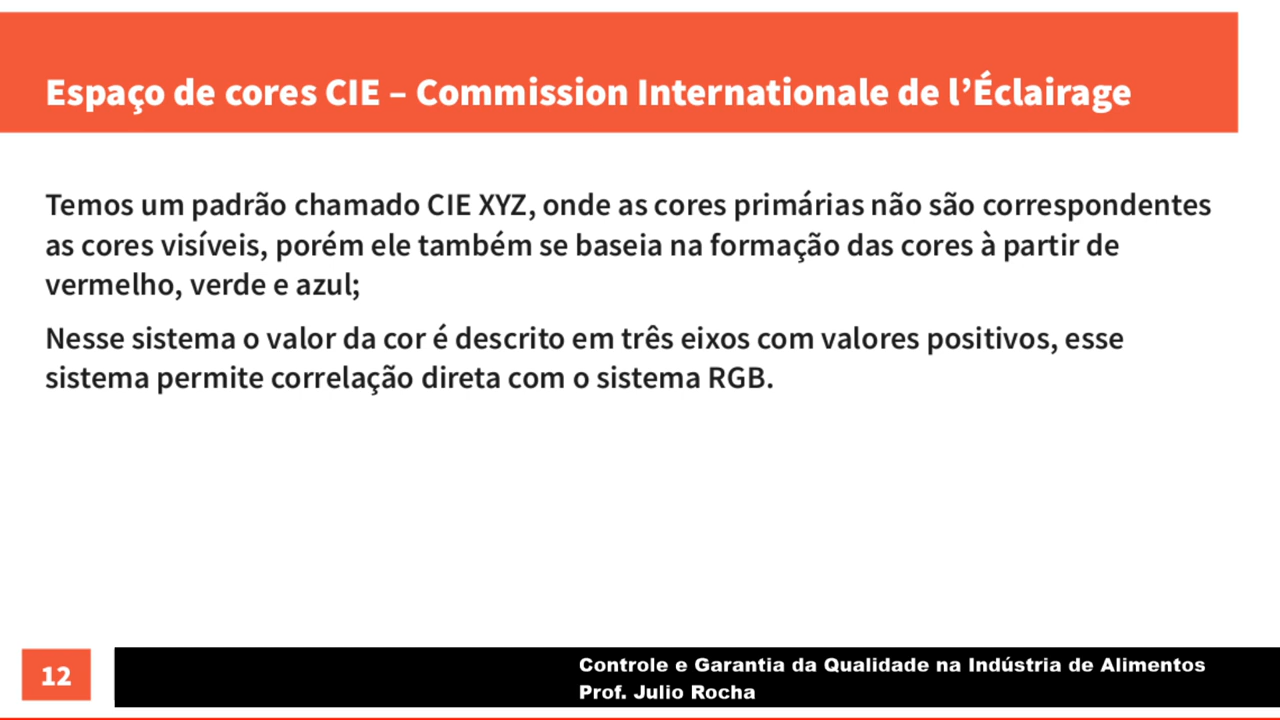 Espaço de cores CIE – Commission Internationale de l’Éclairage
Temos um padrão chamado CIE XYZ, onde as cores primárias não são correspondentes
as cores visíveis, porém ele também se baseia na formação das cores à partir de
vermelho, verde e azul;
Nesse sistema o valor da cor é descrito em três eixos com valores positivos, esse
sistema permite correlação direta com o sistema RGB.
12
Controle e Garantia da Qualidade na Indústria de Alimentos
Prof. Julio Rocha